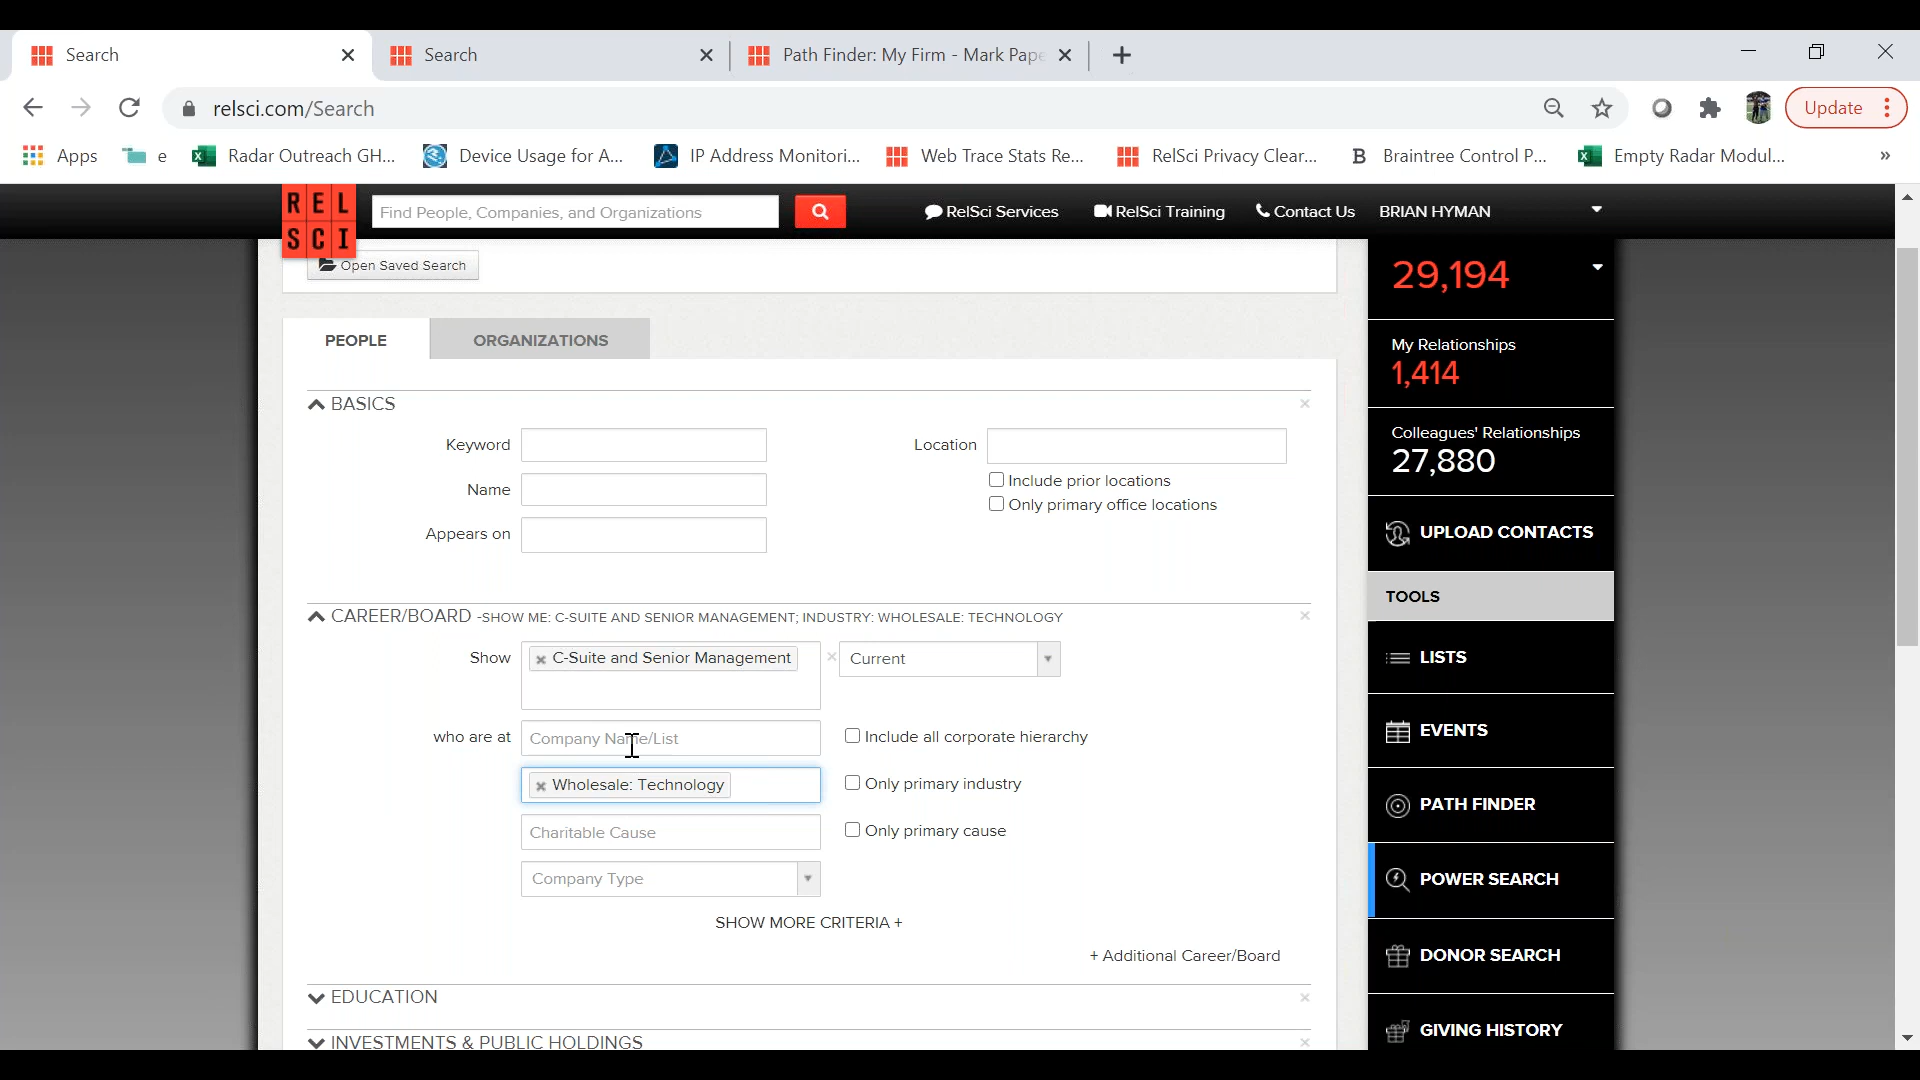 Search
Search
Path Finder: My Firm - Mark Pape
relsci.com/Search
Update
Apps
e
Radar Outreach GH...
Device Usage for A...
IP Address Monitori...
Web Trace Stats Re...
RelSci Privacy Clear...
Braintree Control P...
Empty Radar Modul...
»
REL
SCI
Find People, Companies, and Organizations
RelSci Services
RelSci Training
Contact Us
BRIAN HYMAN
Open Saved Search
29,194
My Relationships
1,414
Colleagues' Relationships
27,880
UPLOAD CONTACTS
TOOLS
LISTS
EVENTS
PATH FINDER
POWER SEARCH
DONOR SEARCH
GIVING HISTORY
PEOPLE
ORGANIZATIONS
BASICS
Keyword
Location
Include prior locations
Name
Only primary office locations
Appears on
CAREER/BOARD -SHOW ME: C-SUITE AND SENIOR MANAGEMENT; INDUSTRY: WHOLESALE: TECHNOLOGY
Show
C-Suite and Senior Management
Current
who are at
Company Name/List
Include all corporate hierarchy
Wholesale: Technology
Only primary industry
Charitable Cause
Only primary cause
Company Type
SHOW MORE CRITERIA +
+ Additional Career/Board
EDUCATION
INVESTMENTS & PUBLIC HOLDINGS